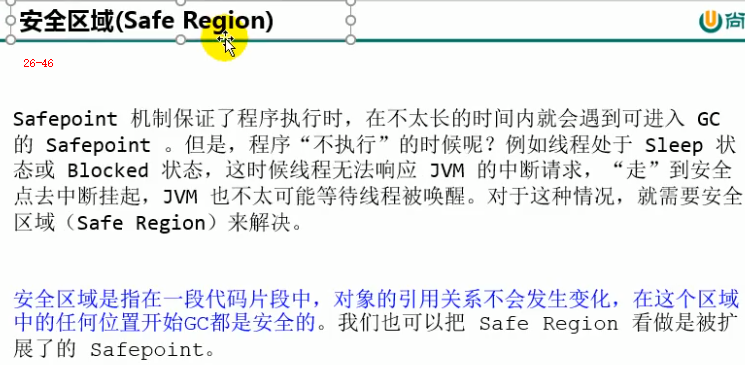 安全区域(Safe Region)
尚
26-46
Safepoint 机制保证了程序执行时，在不太长的时间内就会遇到可进入 GC
的 Safepoint 。但是，程序“不执行”的时候呢？例如线程处于 Sleep 状
态或 Blocked 状态，这时候线程无法响应 JVM 的中断请求，“走”到安全
点去中断挂起，JVM 也不太可能等待线程被唤醒。对于这种情况，就需要安全
区域（Safe Region）来解决。
安全区域是指在一段代码片段中，对象的引用关系不会发生变化，在这个区域
中的任何位置开始GC都是安全的。我们也可以把 Safe Region 看做是被扩
展了的 Safepoint。